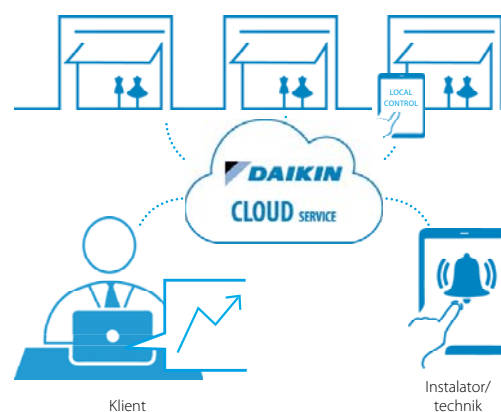 LOCAL
CONTROL
DAIKIN
CLOUD SERVICE
Klient
Instalator/
technik